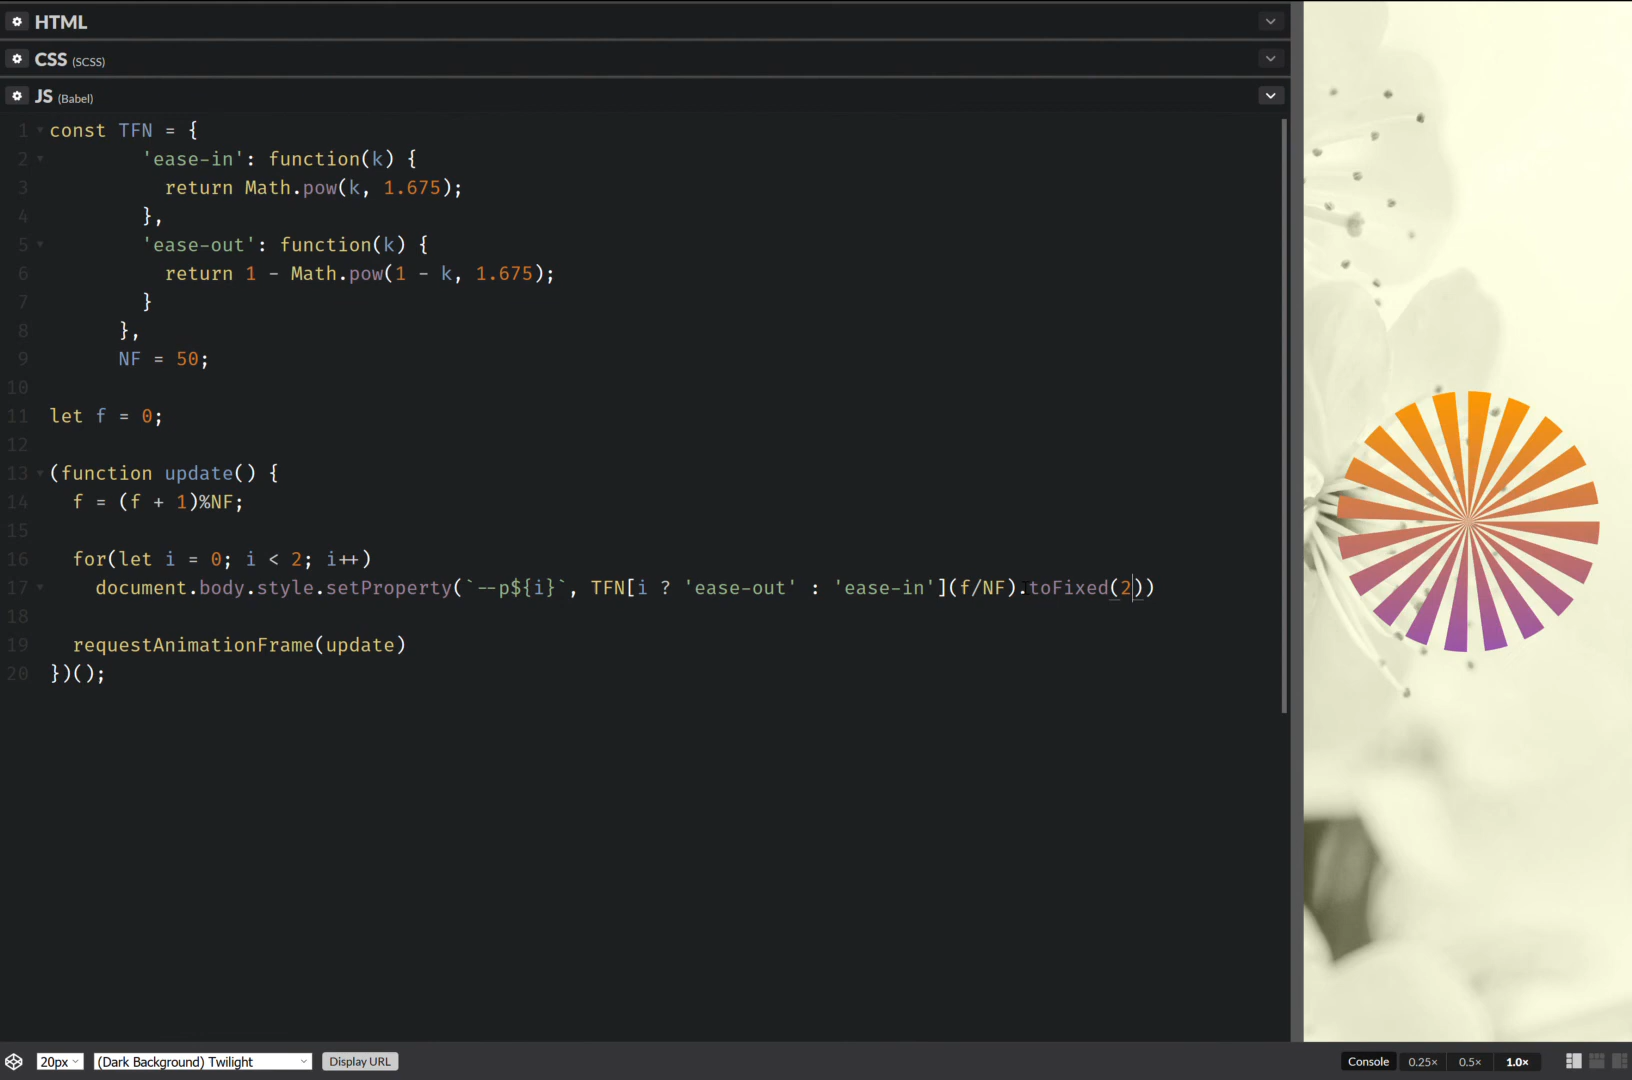 HTML
CSS (SCSS)
JS (Babel)
1 const TFN = {
2 'ease-in': function(k) {
3 return Math.pow(k, 1.675);
4 },
5 'ease-out': function(k) {
6 return 1 - Math.pow(1 - k, 1.675);
7 }
8 },
9 NF = 50;
10
11 let f = 0;
12
13 (function update() {
14 f = (f + 1)%NF;
15
16 for(let i = 0; i < 2; i++)
17 document.body.style.setProperty(`--p${i}`, TFN[i ? 'ease-out' : 'ease-in'](f/NF).toFixed(2))
18
19 requestAnimationFrame(update)
20 })();
20px (Dark Background) Twilight Display URL Console 0.25× 0.5× 1.0×